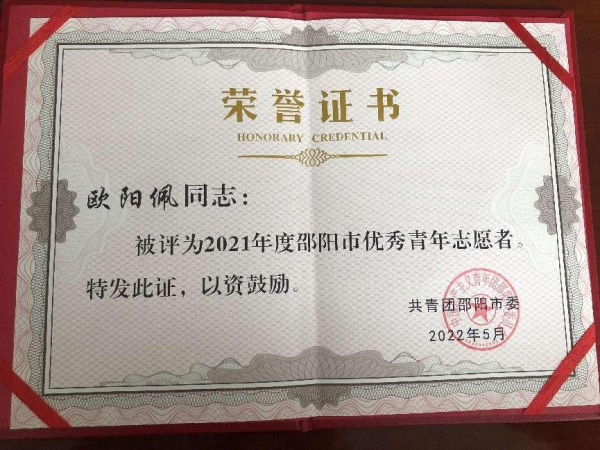 荣誉证书
HONORARY CREDENTIAL
欧阳佩同志：
被评为2021年度邵阳市优秀青年志愿者。
特发此证，以资鼓励。
共青团邵阳市委
2022年5月